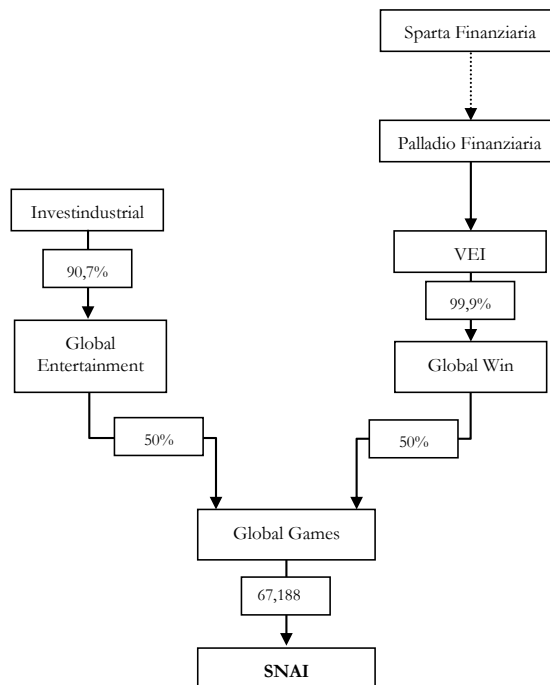 Sparta Finanziaria
Palladio Finanziaria
Investindustrial
VEI
90,7%
99,9%
Global
Entertainment
Global Win
50%
50%
Global Games
67,188
SNAI